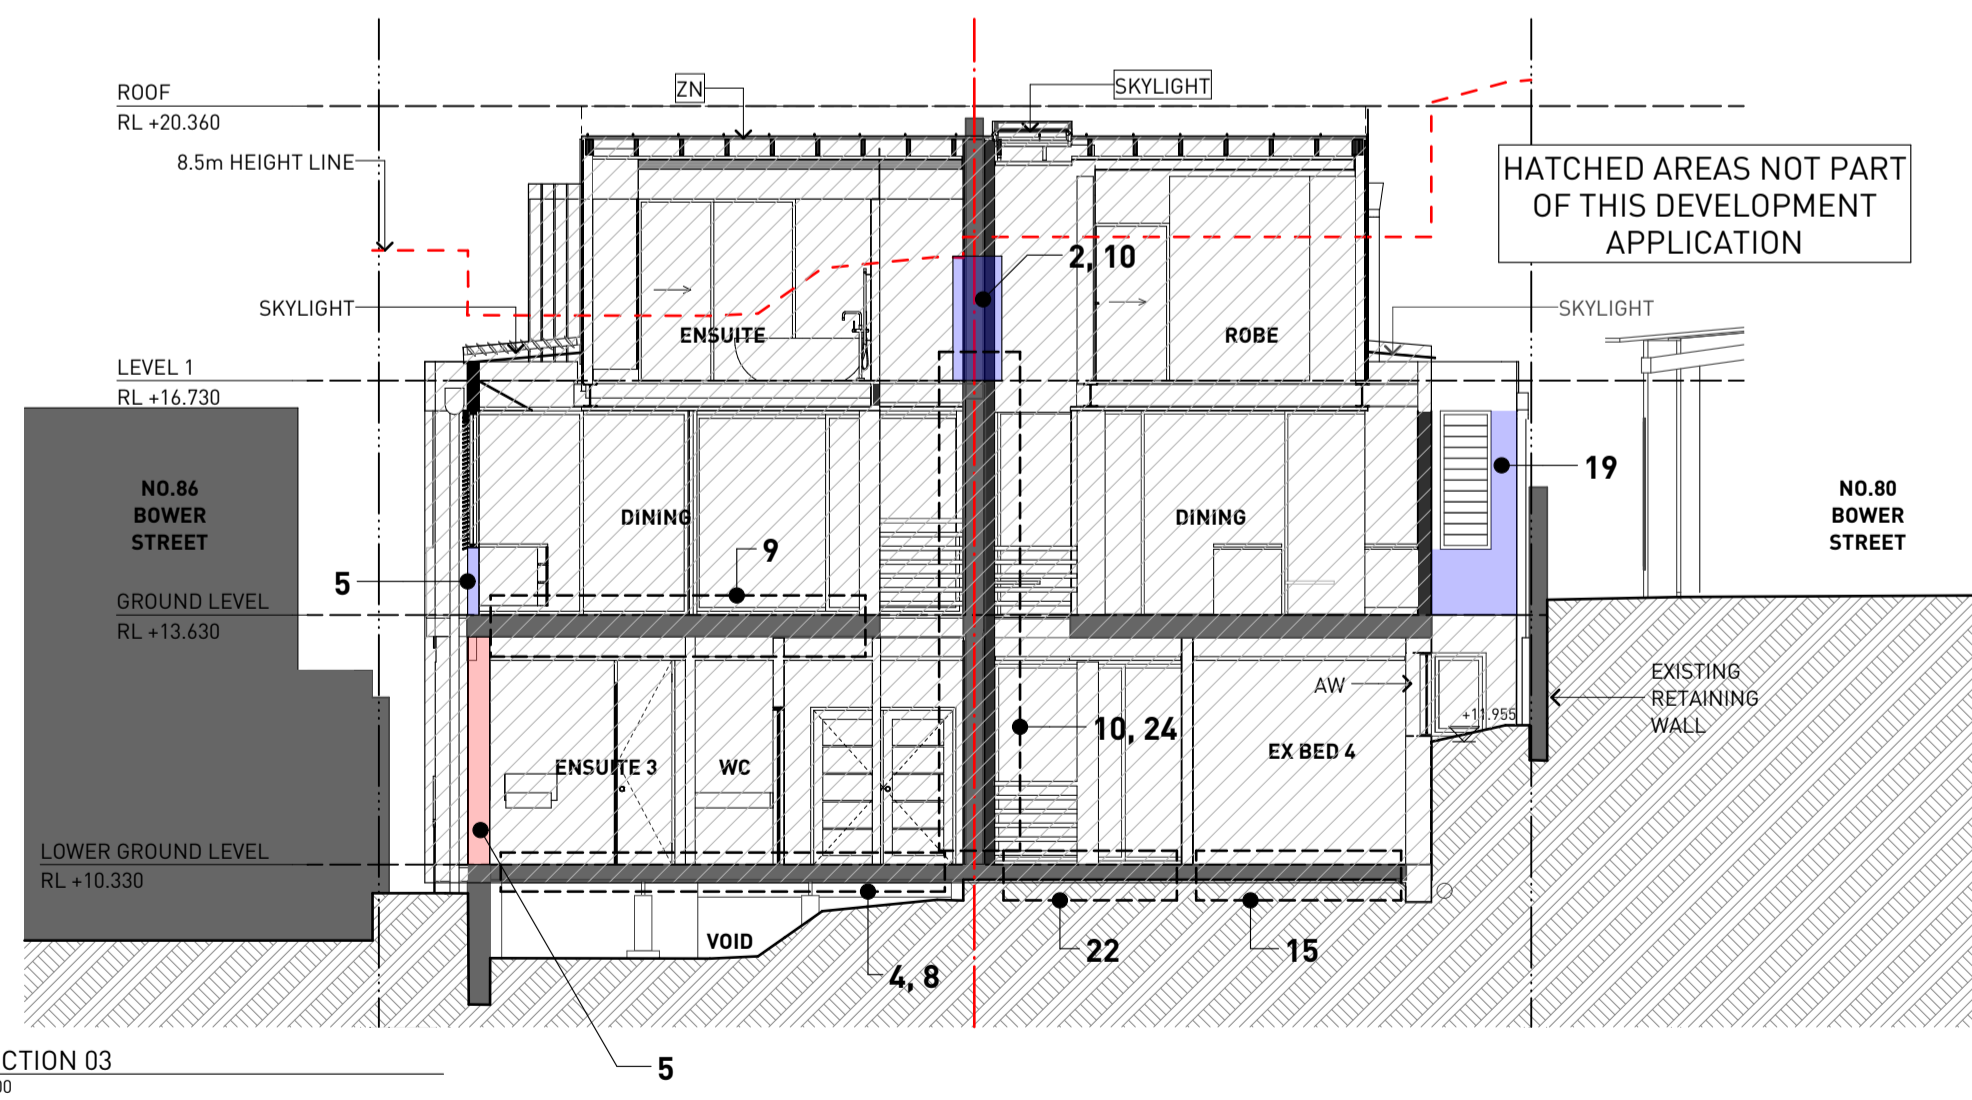 ROOF
RL +20.360
8.5m HEIGHT LINE
ZN
SKYLIGHT
HATCHED AREAS NOT PART
OF THIS DEVELOPMENT
APPLICATION
2, 10
SKYLIGHT
SKYLIGHT
ENSUITE
ROBE
LEVEL 1
RL +16.730
NO.86
BOWER
STREET
DINING
DINING
19
NO.80
BOWER
STREET
9
5
GROUND LEVEL
RL +13.630
AW
+11.955
EXISTING
RETAINING
WALL
10, 24
ENSUITE 3
WC
EX BED 4
LOWER GROUND LEVEL
RL +10.330
VOID
4, 8
22
15
5
CTION 03
00